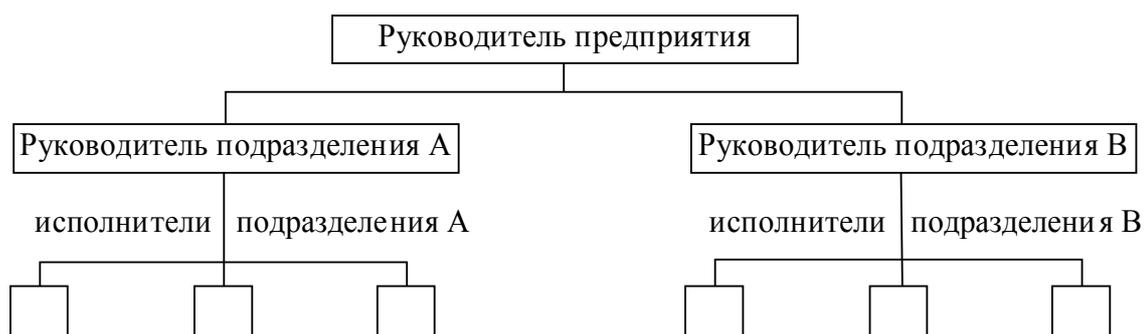 Руководитель предприятия
Руководитель подразделения А
Руководитель подразделения В
исполнители подразделения А
исполнители подразделения В